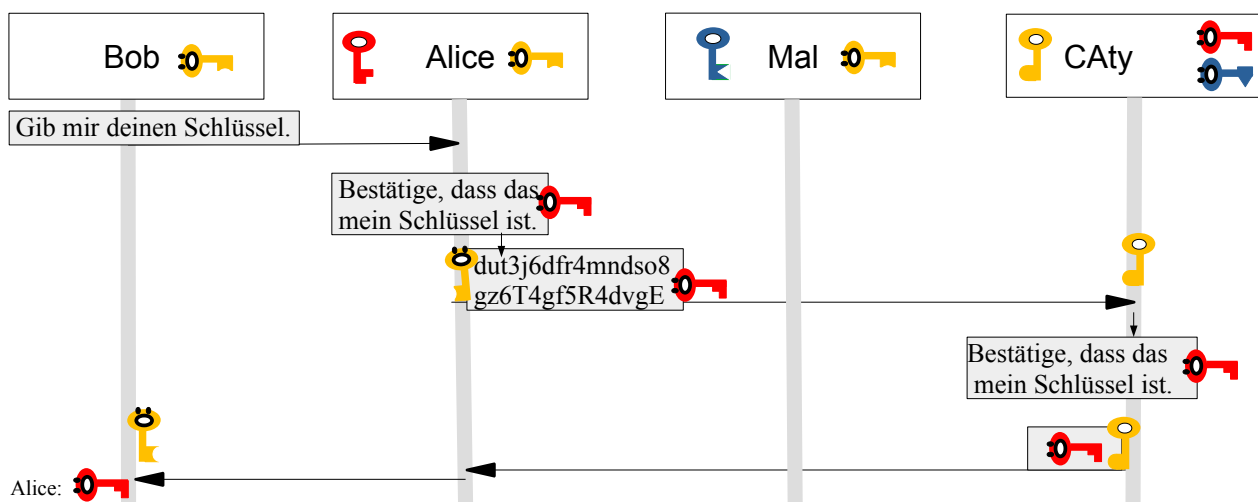 Bob
Alice
Mal
CAty
Gib mir deinen Schlüssel.
Bestätige, dass das
mein Schlüssel ist.
dut3j6dfr4mndso8
gz6T4gf5R4dvgE
Bestätige, dass das
mein Schlüssel ist.
Alice: